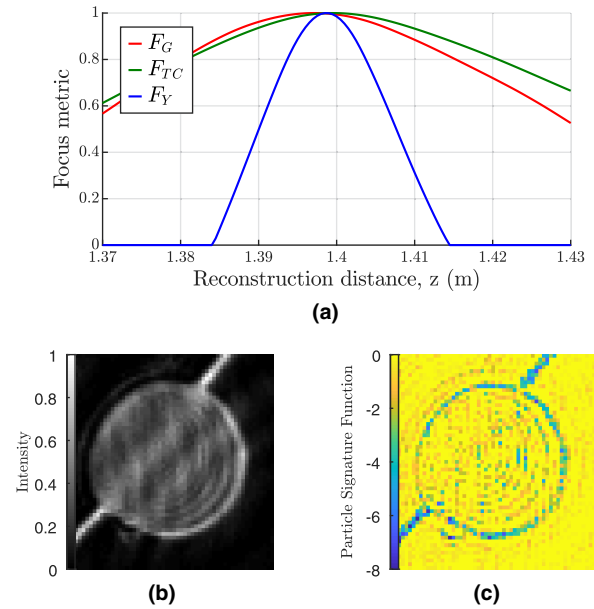 1
0.8
0.6
0.4
0.2
0
Focus metric
F_G
F_TC
F_Y
1.37 1.38 1.39 1.4 1.41 1.42 1.43
Reconstruction distance, z (m)
(a)
1
0.8
0.6
0.4
0.2
0
Intensity
(b)
0
-2
-4
-6
-8
Particle Signature Function
(c)